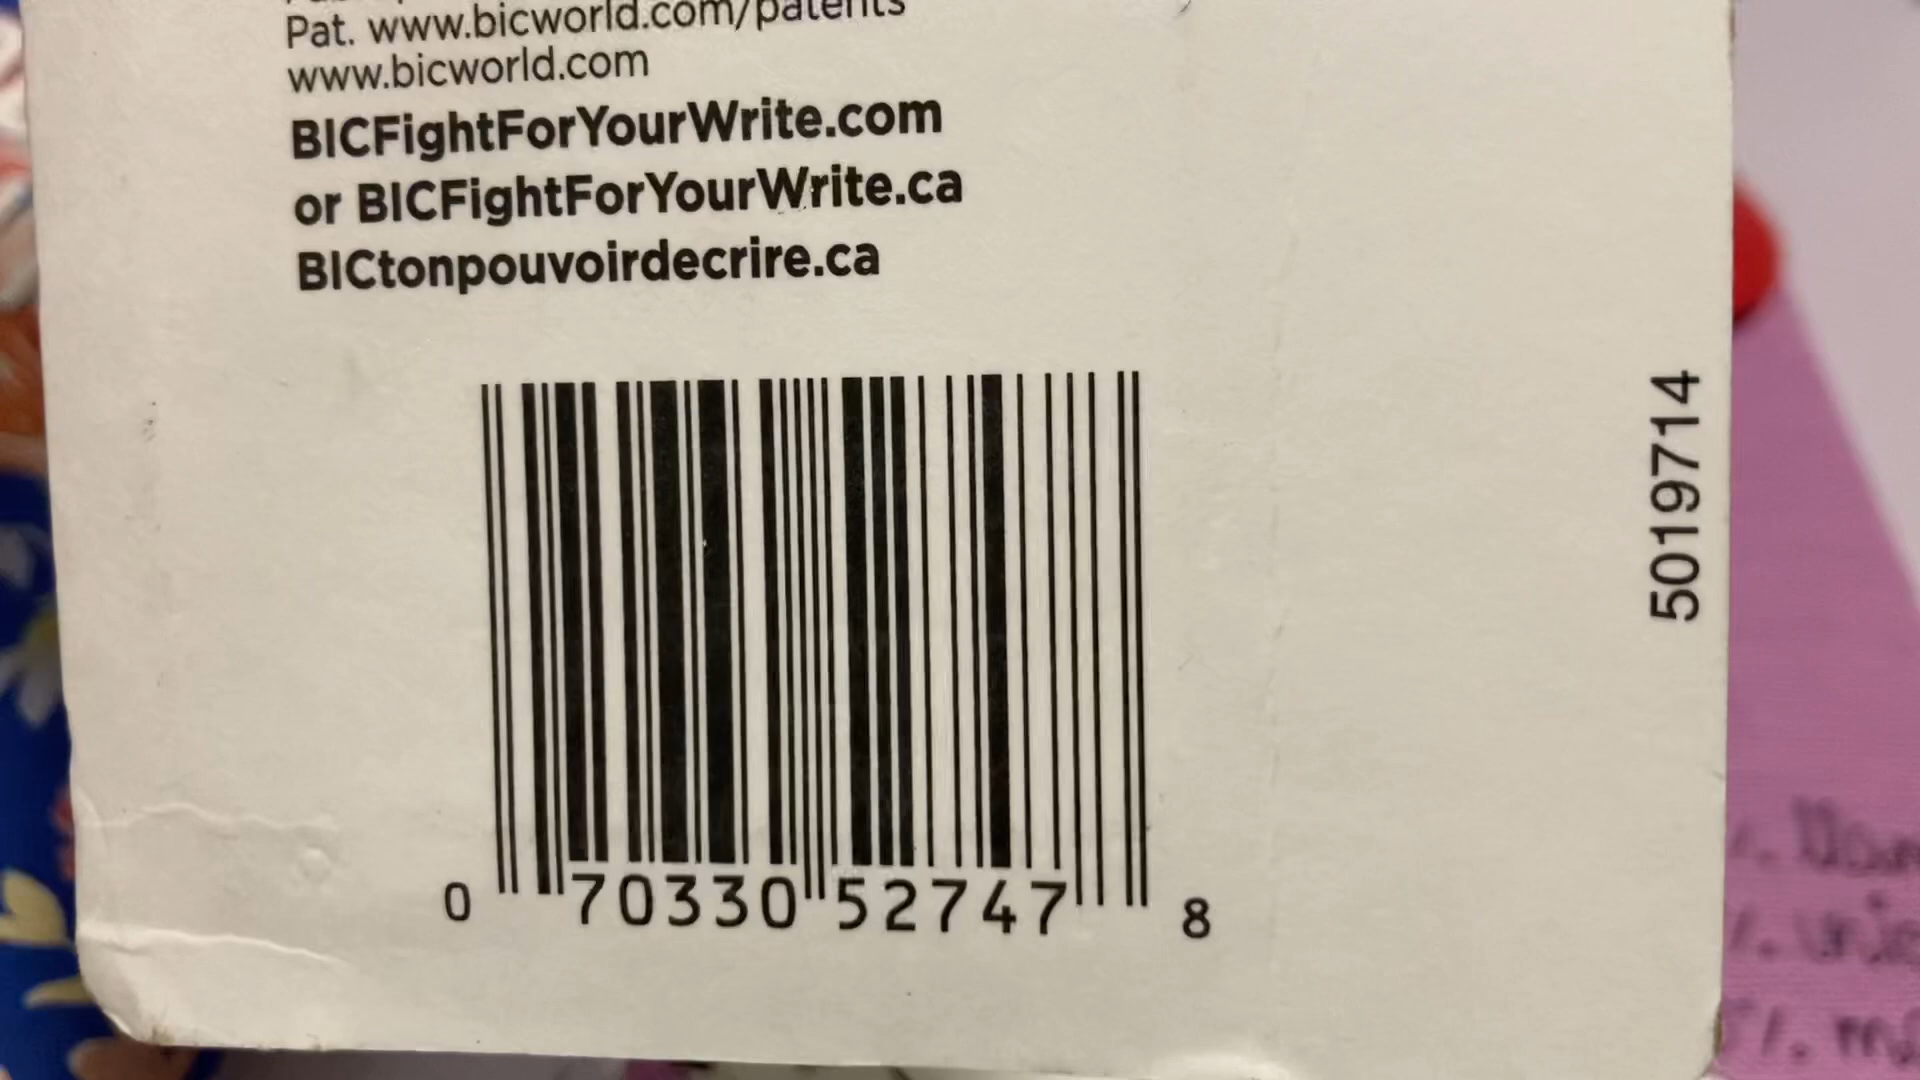 Pat. www.bicworld.com/patents
www.bicworld.com
BICFightForYourWrite.com
or BICFightForYourWrite.ca
BICtonpouvoirdecrire.ca
0 70330 52747 8
5019714